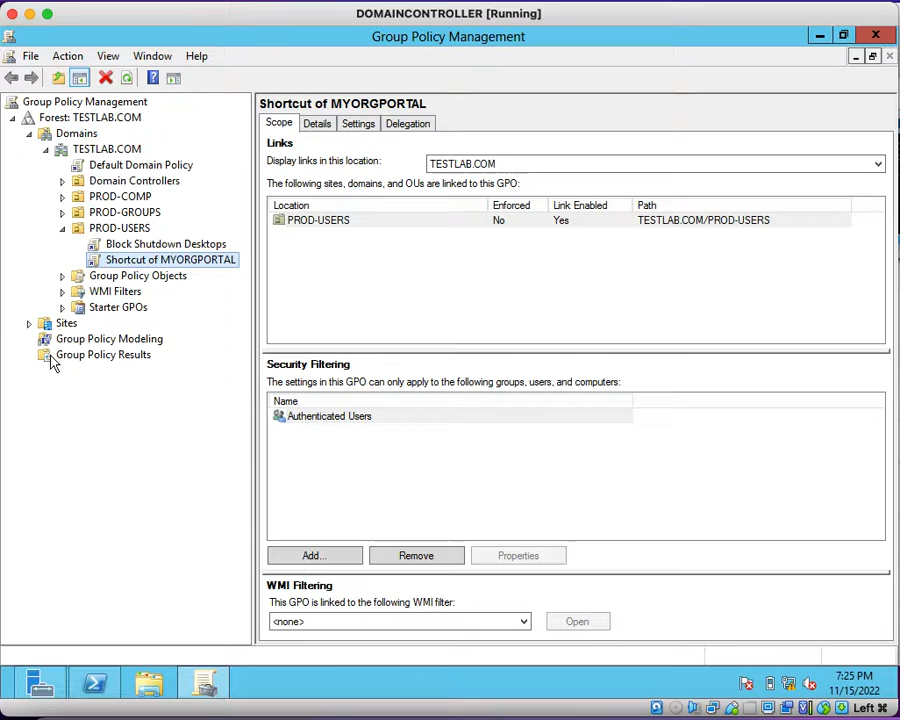 DOMAINCONTROLLER [Running]
Group Policy Management
File Action View Window Help
Group Policy Management
Forest: TESTLAB.COM
Domains
TESTLAB.COM
Default Domain Policy
Domain Controllers
PROD-COMP
PROD-GROUPS
PROD-USERS
Block Shutdown Desktops
Shortcut of MYORGPORTAL
Group Policy Objects
WMI Filters
Starter GPOs
Sites
Group Policy Modeling
Group Policy Results
Shortcut of MYORGPORTAL
Scope Details Settings Delegation
Links
Display links in this location: TESTLAB.COM
The following sites, domains, and OUs are linked to this GPO:
Location Enforced Link Enabled Path
PROD-USERS No Yes TESTLAB.COM/PROD-USERS
Security Filtering
The settings in this GPO can only apply to the following groups, users, and computers:
Name
Authenticated Users
Add... Remove Properties
WMI Filtering
This GPO is linked to the following WMI filter:
<none> Open
7:25 PM
11/15/2022
Left ⌘